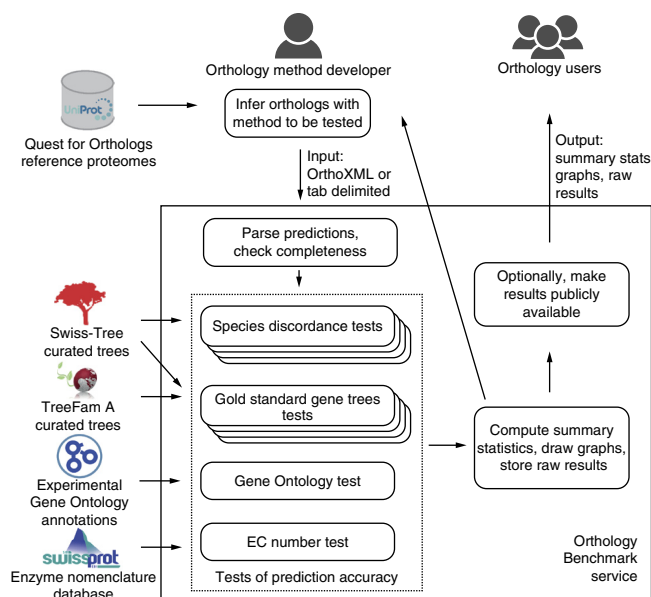 Orthology method developer
Orthology users
Infer orthologs with
method to be tested
UniProt
Quest for Orthologs
reference proteomes
Input:
OrthoXML or
tab delimited
Output:
summary stats
graphs, raw
results
Parse predictions,
check completeness
Optionally, make
results publicly
available
Species discordance tests
Swiss-Tree
curated trees
Gold standard gene trees
tests
TreeFam A
curated trees
Compute summary
statistics, draw graphs,
store raw results
Gene Ontology test
Experimental
Gene Ontology
annotations
EC number test
swissprot
Enzyme nomenclature
database
Tests of prediction accuracy
Orthology
Benchmark
service